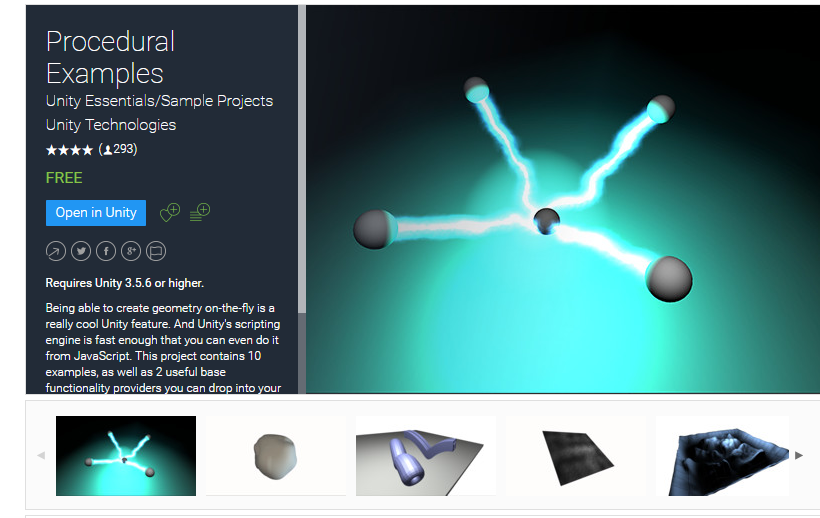 Procedural
Examples
Unity Essentials/Sample Projects
Unity Technologies
★★★★ (293)
FREE
Open in Unity
Requires Unity 3.5.6 or higher.
Being able to create geometry on-the-fly is a
really cool Unity feature. And Unity's scripting
engine is fast enough that you can even do it
from JavaScript. This project contains 10
examples, as well as 2 useful base
functionality providers you can drop into your